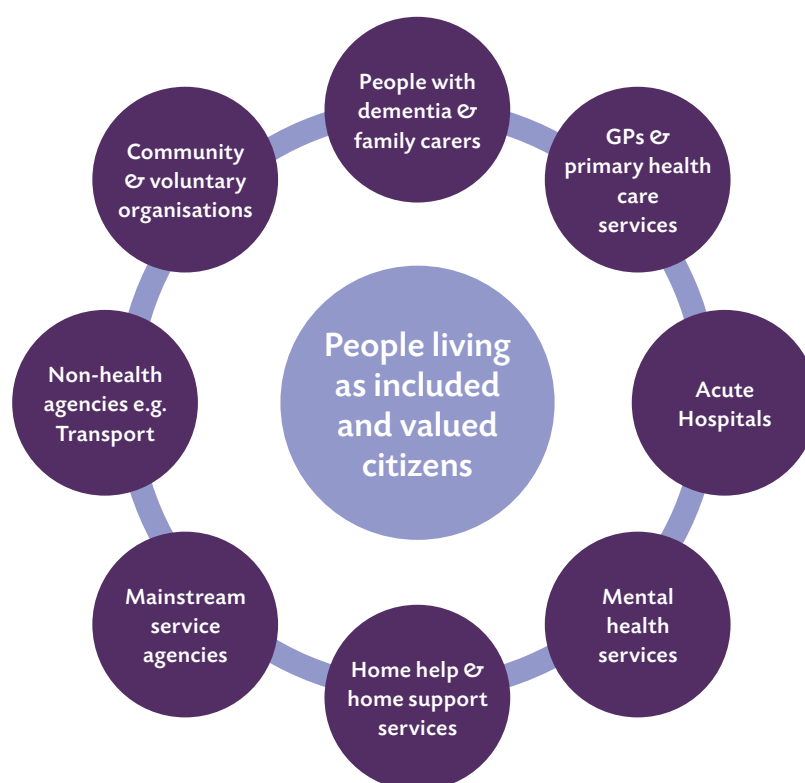 People with
dementia &
family carers
GPs &
primary health
care
services
Acute
Hospitals
Mental
health
services
Home help &
home support
services
Mainstream
service
agencies
Non-health
agencies e.g.
Transport
Community
& voluntary
organisations
People living
as included
and valued
citizens